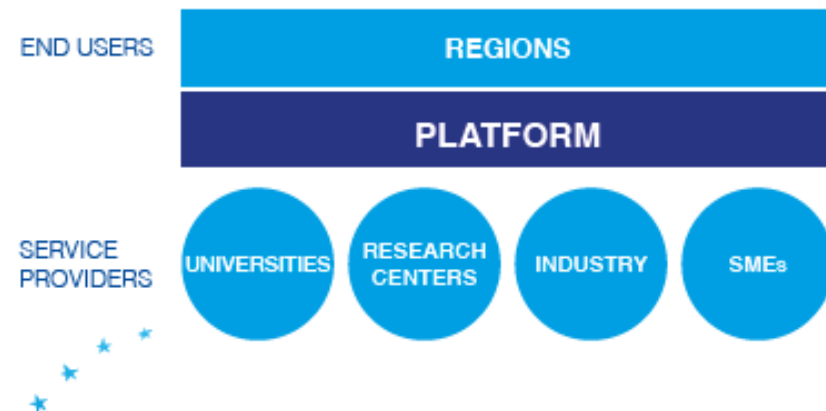 END USERS
REGIONS
PLATFORM
SERVICE
PROVIDERS
UNIVERSITIES
RESEARCH
CENTERS
INDUSTRY
SMEs